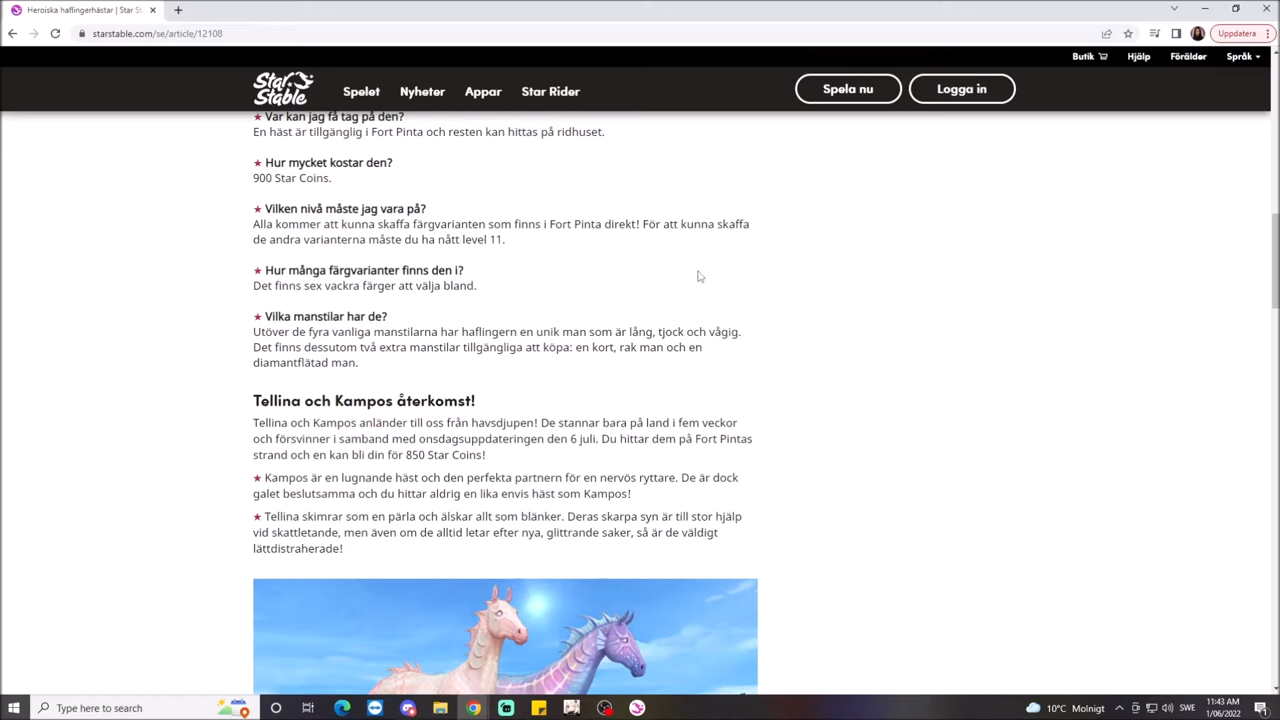 Heroiska haflingerhästar | Star St
starstable.com/se/article/12108
Uppdatera
Butik Hjälp Förälder Språk
Star Stable
Spelet Nyheter Appar Star Rider Spela nu Logga in
★ Var kan jag få tag på den?
En häst är tillgänglig i Fort Pinta och resten kan hittas på ridhuset.
★ Hur mycket kostar den?
900 Star Coins.
★ Vilken nivå måste jag vara på?
Alla kommer att kunna skaffa färgvarianten som finns i Fort Pinta direkt! För att kunna skaffa
de andra varianterna måste du ha nått level 11.
★ Hur många färgvarianter finns den i?
Det finns sex vackra färger att välja bland.
★ Vilka manstilar har de?
Utöver de fyra vanliga manstilarna har haflingern en unik man som är lång, tjock och vågig.
Det finns dessutom två extra manstilar tillgängliga att köpa: en kort, rak man och en
diamantflätad man.
Tellina och Kampos återkomst!
Tellina och Kampos anländer till oss från havsdjupen! De stannar bara på land i fem veckor
och försvinner i samband med onsdagsuppdateringen den 6 juli. Du hittar dem på Fort Pintas
strand och en kan bli din för 850 Star Coins!
★ Kampos är en lugnande häst och den perfekta partnern för en nervös ryttare. De är dock
galet beslutsamma och du hittar aldrig en lika envis häst som Kampos!
★ Tellina skimrar som en pärla och älskar allt som blänker. Deras skarpa syn är till stor hjälp
vid skattletande, men även om de alltid letar efter nya, glittrande saker, så är de väldigt
lättdistraherade!
Type here to search
10°C Molnigt
SWE
11:43 AM
1/06/2022